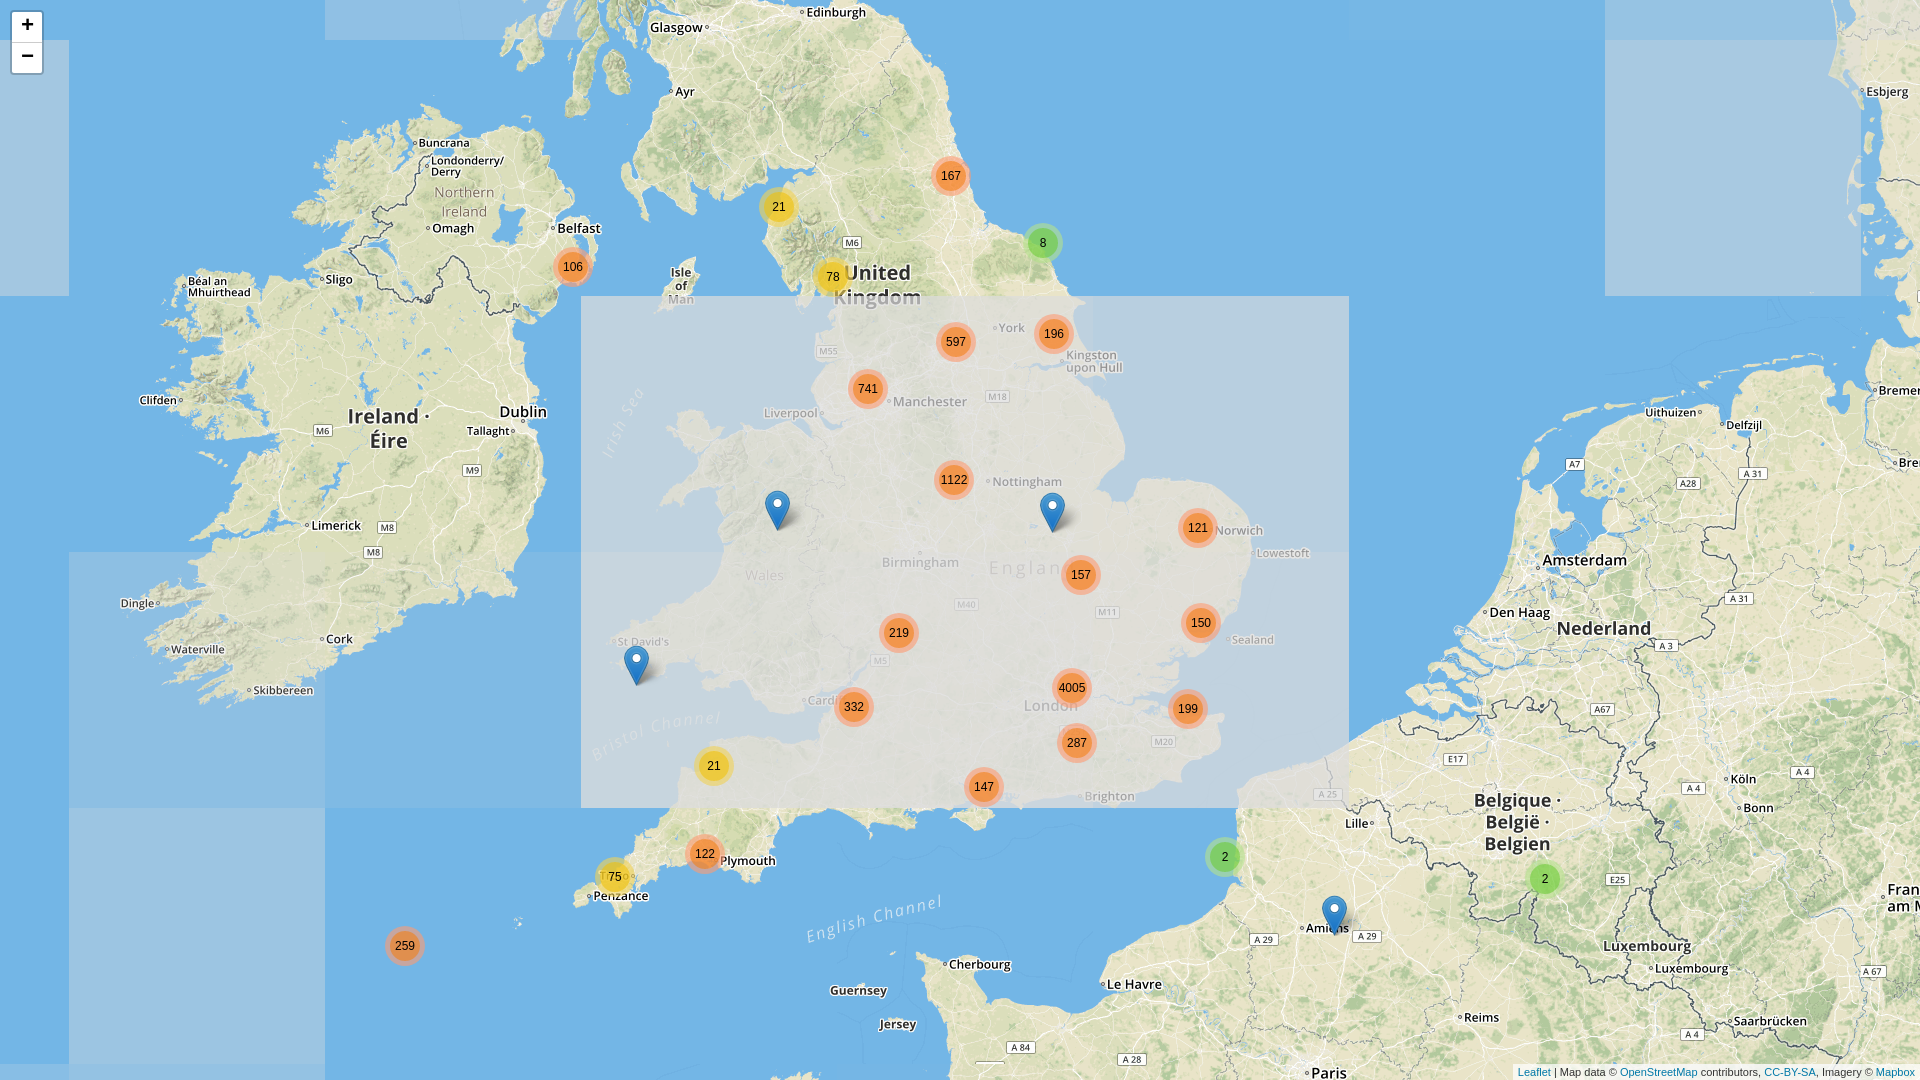 +
−
Edinburgh
Glasgow
Ayr
Esbjerg
Buncrana
Londonderry/
Derry
Northern
Ireland
Omagh
Belfast
167
21
8
M6
106
78
United
Kingdom
Isle
of
Man
Sligo
Béal an
Mhuirthead
597
York
196
M55
Kingston
upon Hull
741
Manchester
M18
Liverpool
Irish Sea
Clifden
Dublin
Ireland ·
Éire
Tallaght
M6
M9
Uithuizen
Delfzijl
A7
A 31
A28
1122
Nottingham
Limerick
M8
M8
121
Norwich
Lowestoft
Birmingham
157
Wales
Amsterdam
Dingle
M40
M11
A 31
Den Haag
Nederland
219
150
Sealand
Cork
Waterville
St David's
A 3
M5
Skibbereen
4005
London
199
332
A67
Bristol Channel
287
M20
E17
21
147
Brighton
A 25
Köln
A 4
A 4
Bonn
Belgique ·
België ·
Belgien
Lille
122
Plymouth
2
75
Penzance
2
E25
English Channel
259
Amiens
A 29
A 29
Luxembourg
Luxembourg
A 67
Cherbourg
Guernsey
Le Havre
Jersey
Reims
Saarbrücken
A 4
A 84
A 28
Paris
Leaflet | Map data © OpenStreetMap contributors, CC-BY-SA, Imagery © Mapbox